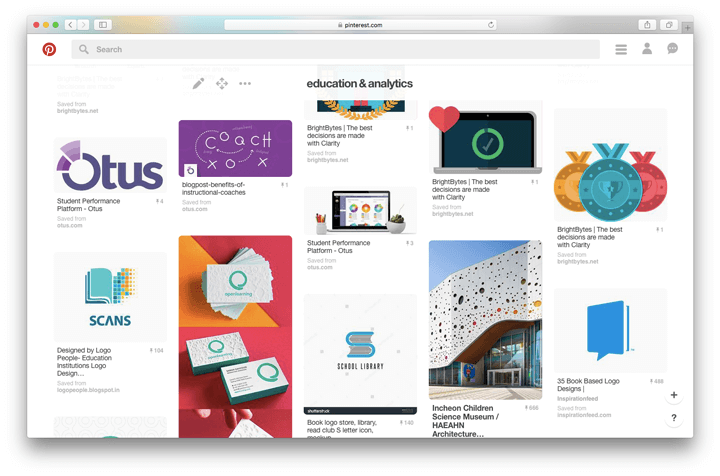 pinterest.com
Search
education & analytics
Saved from
brightbytes.net
Otus
Student Performance
Platform - Otus
4
Saved from
otus.com
SCANS
Designed by Logo
People- Education
Institutions Logo
Design...
104
Saved from
logopeople.blogspot.in
COACH
XOX
blogpost-benefits-of-
instructional-coaches
1
Saved from
otus.com
openlearning
BrightBytes | The best
decisions are made
with Clarity
1
Saved from
brightbytes.net
Student Performance
Platform - Otus
3
Saved from
otus.com
SCHOOL LIBRARY
shutterstock
Book logo store, library,
read club S letter icon,
mockup
140
BrightBytes | The best
decisions are made
with Clarity
1
Saved from
brightbytes.net
Incheon Children
Science Museum /
HAEAHN
Architecture...
666
BrightBytes | The best
decisions are made
with Clarity
1
Saved from
brightbytes.net
35 Book Based Logo
Designs |
Inspirationfeed
488
Saved from
inspirationfeed.com
+
?